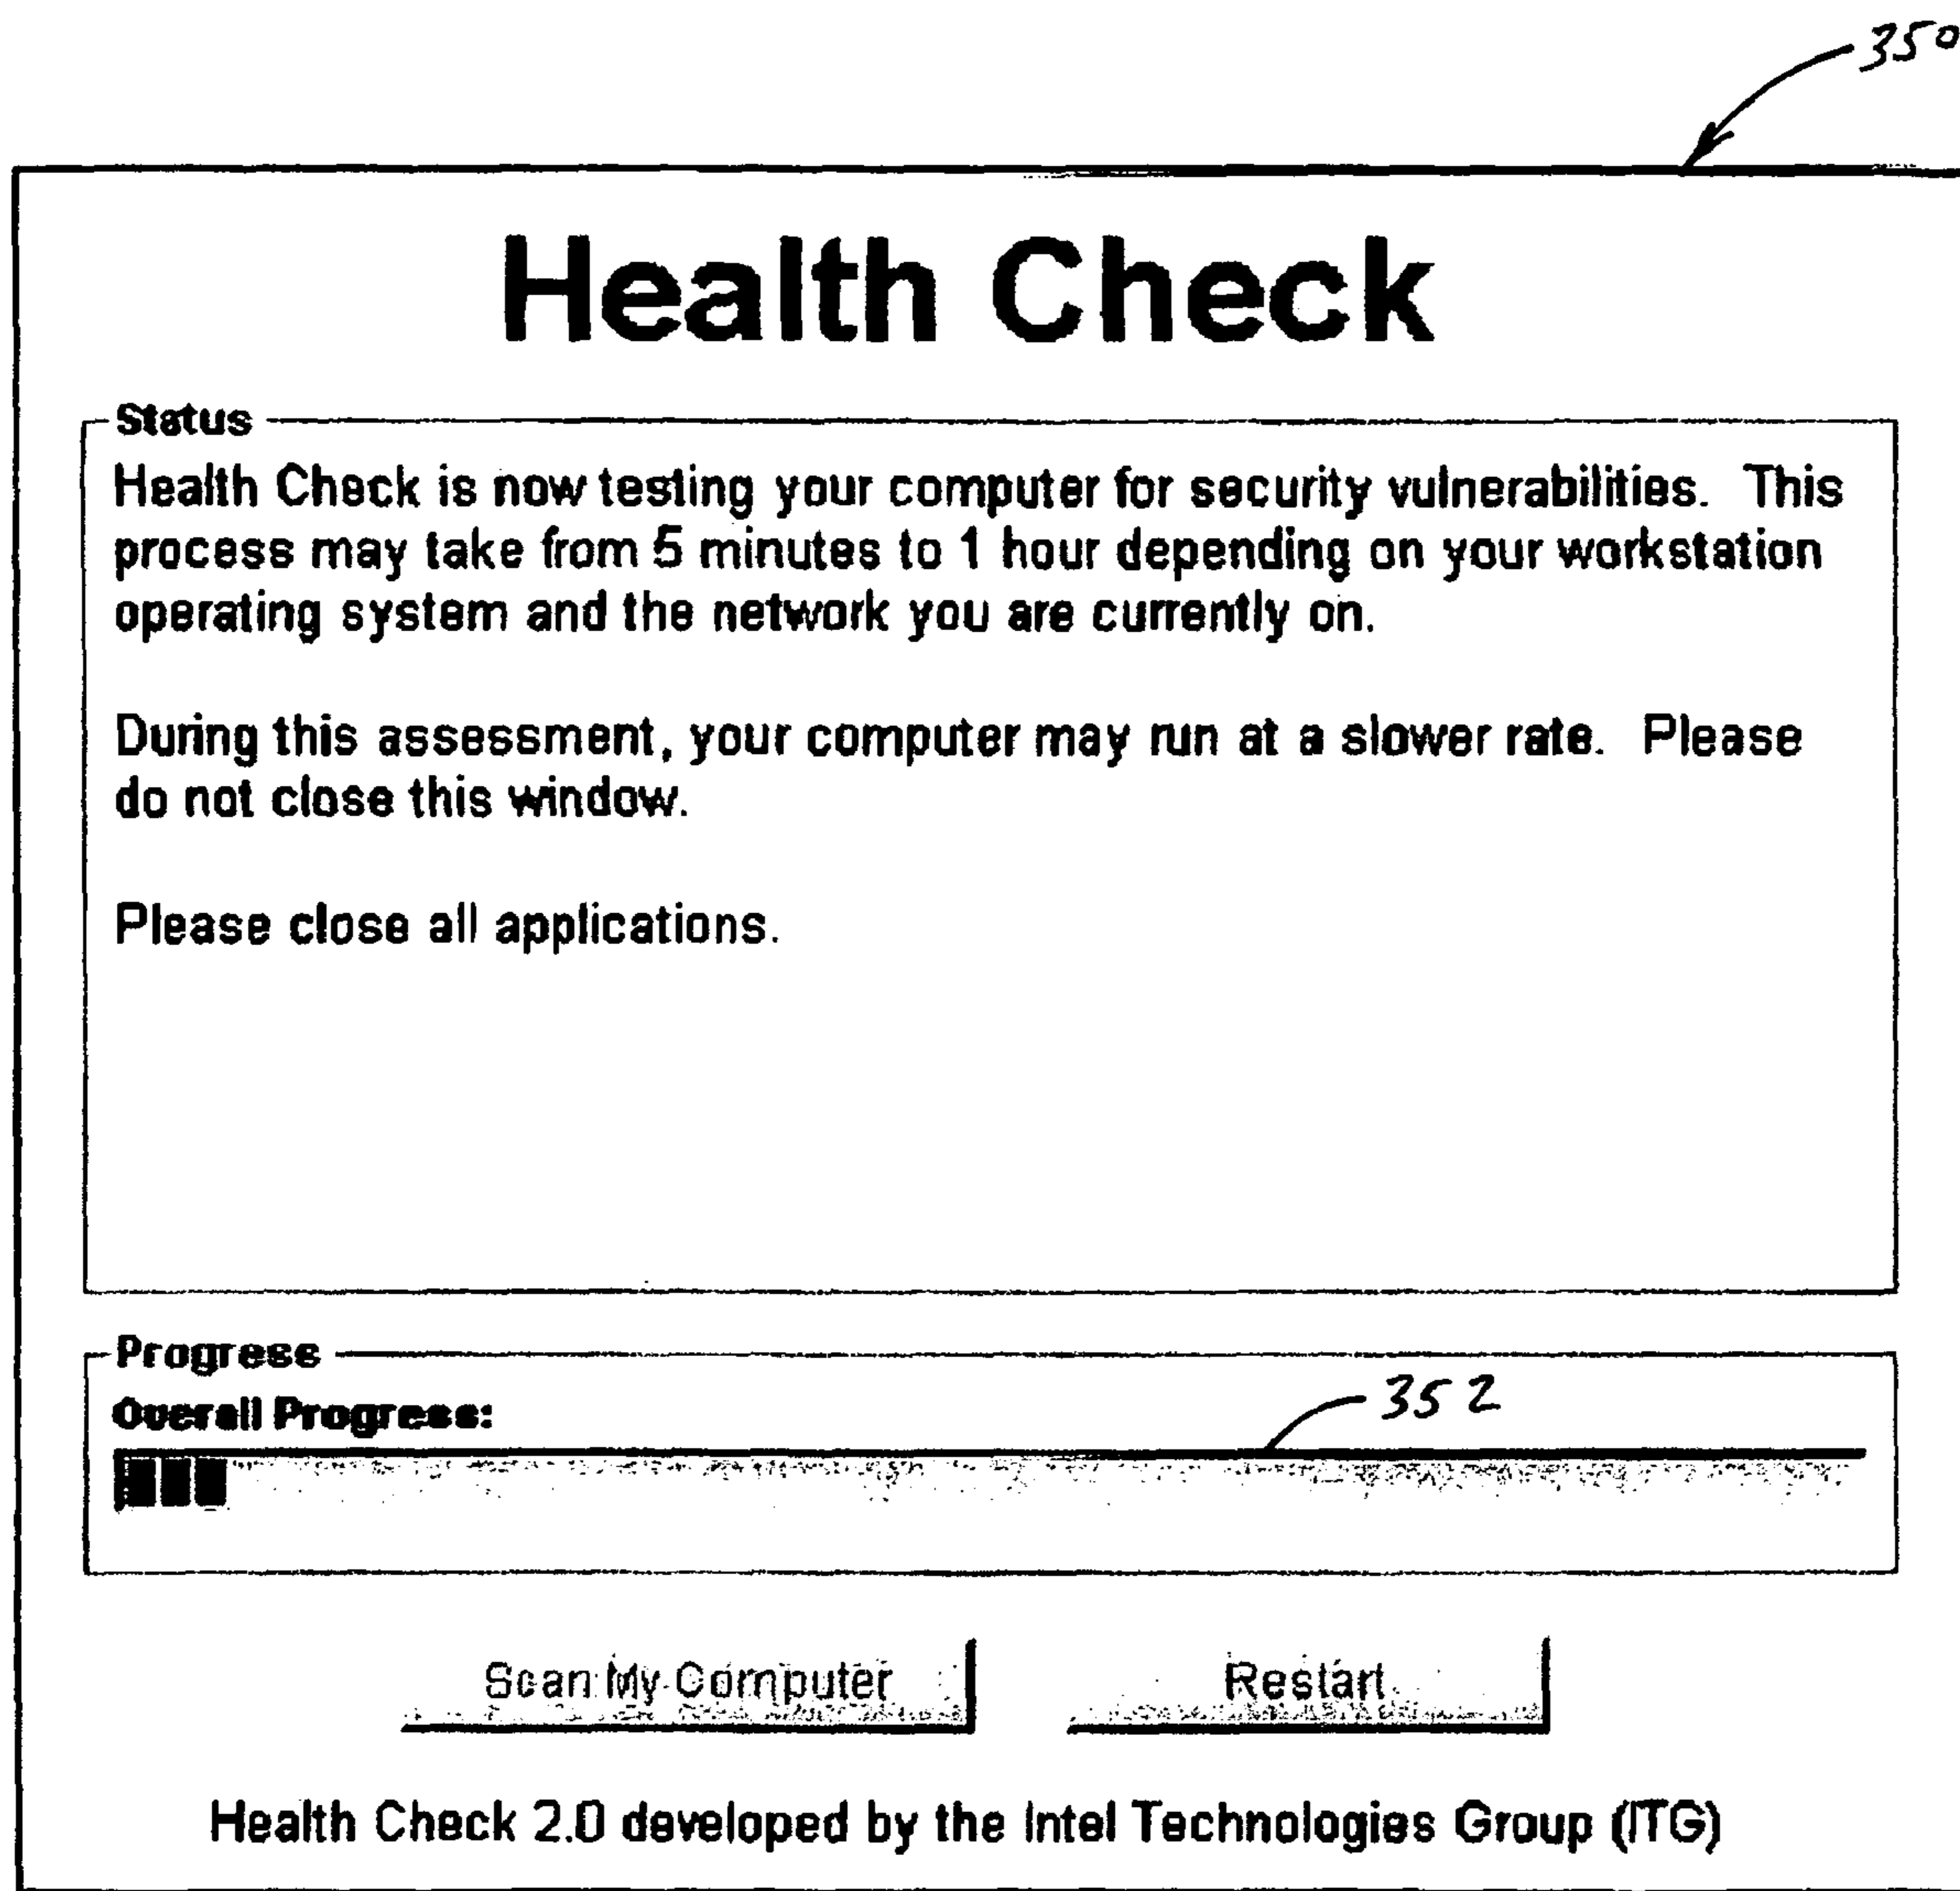 350
Health Check
Status
Health Check is now testing your computer for security vulnerabilities. This
process may take from 5 minutes to 1 hour depending on your workstation
operating system and the network you are currently on.
During this assessment, your computer may run at a slower rate. Please
do not close this window.
Please close all applications.
Progress
Overall Progress:
352
Scan My Computer
Restart
Health Check 2.0 developed by the Intel Technologies Group (ITG)